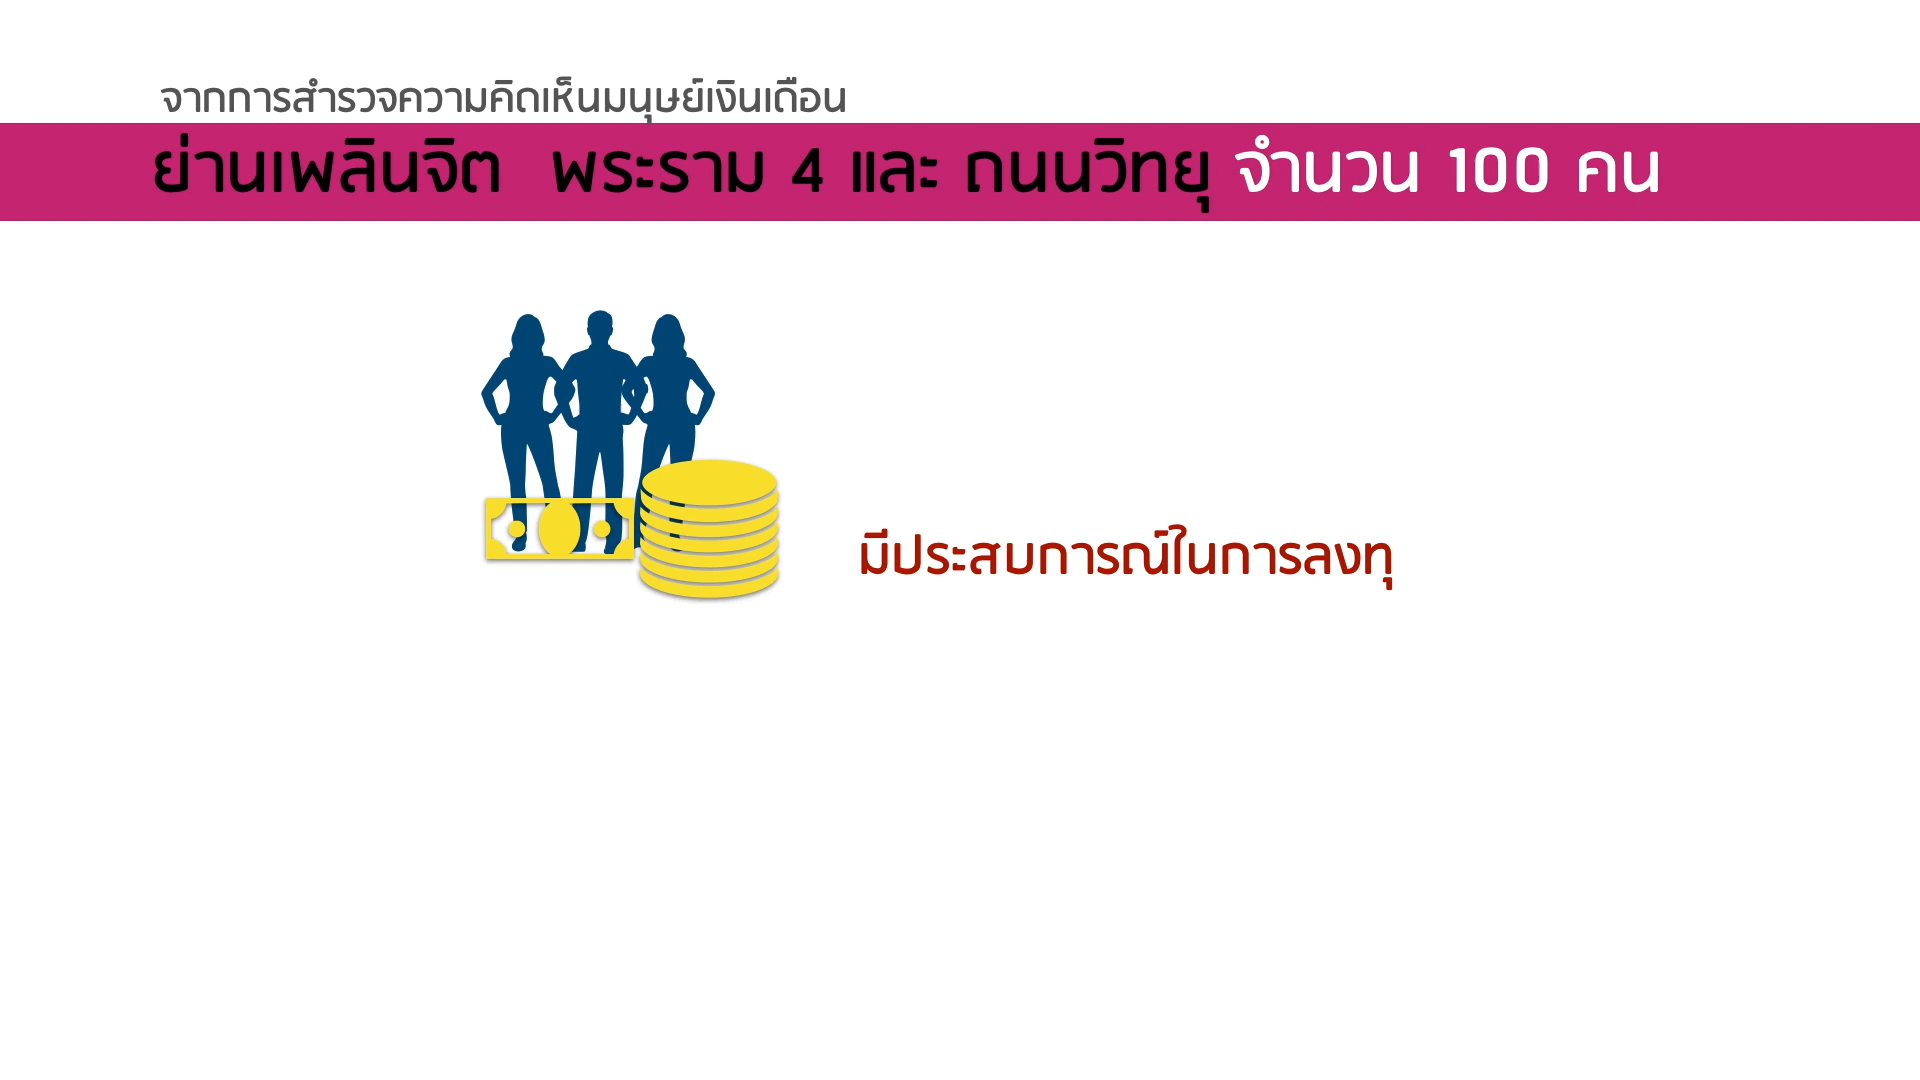 จากการสำรวจความคิดเห็นมนุษย์เงินเดือน
ย่านเพลินจิต พระราม 4 และ ถนนวิทยุ จำนวน 100 คน
มีประสบการณ์ในการลงทุ